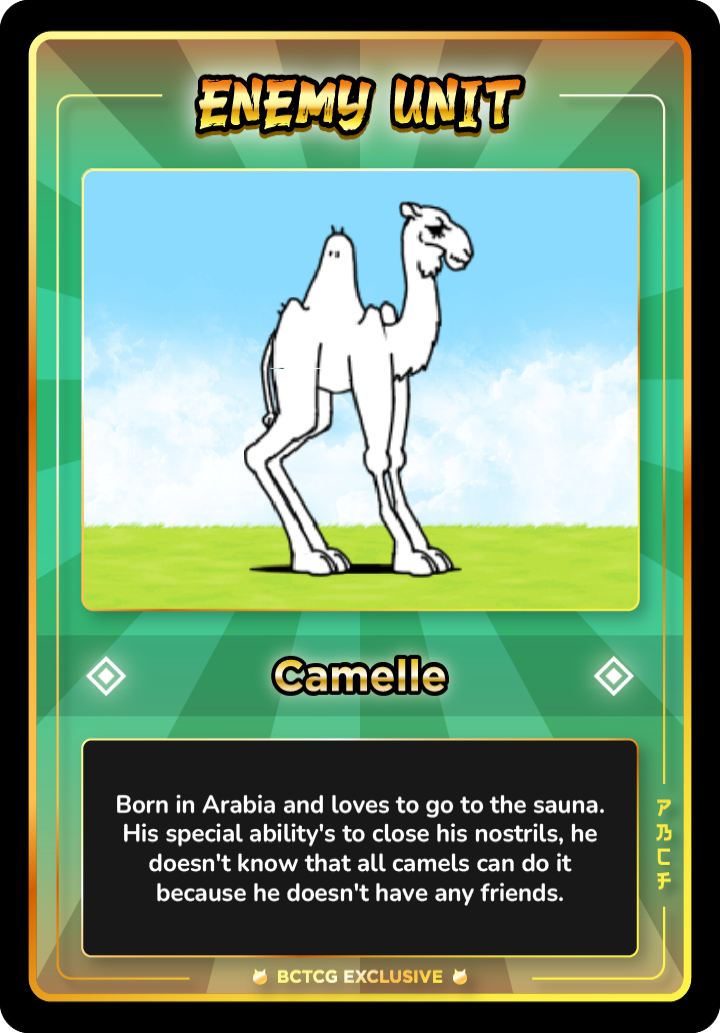 ENEMY UNIT
Camelle
Born in Arabia and loves to go to the sauna.
His special ability's to close his nostrils, he
doesn't know that all camels can do it
because he doesn't have any friends.
BCTCG EXCLUSIVE